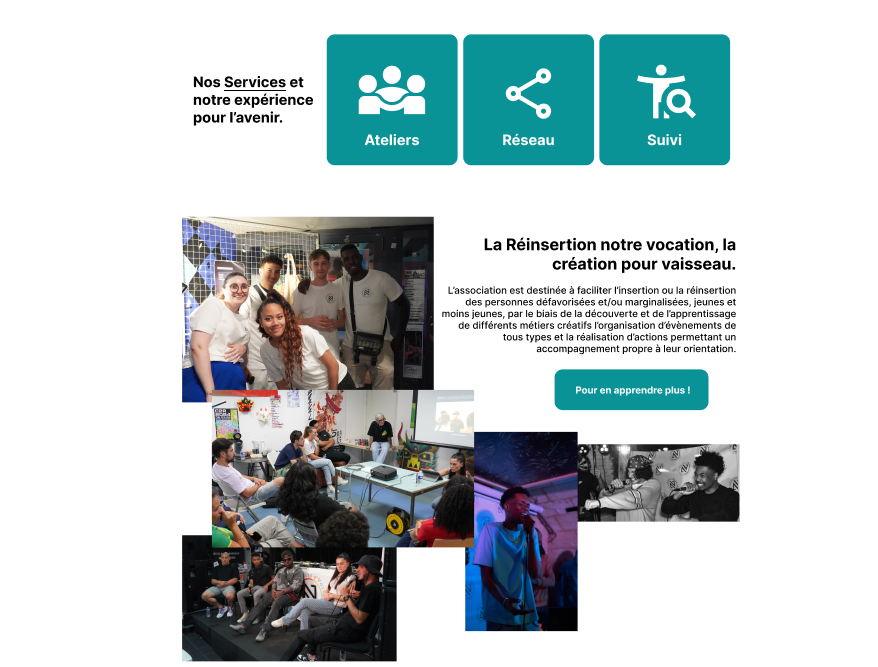 Nos Services et
notre expérience
pour l’avenir.
Ateliers
Réseau
Suivi
La Réinsertion notre vocation, la
création pour vaisseau.
L’association est destinée à faciliter l’insertion ou la réinsertion
des personnes défavorisées et/ou marginalisées, jeunes et
moins jeunes, par le biais de la découverte et de l’apprentissage
de différents métiers créatifs l’organisation d’évènements de
tous types et la réalisation d’actions permettant un
accompagnement propre à leur orientation.
Pour en apprendre plus !